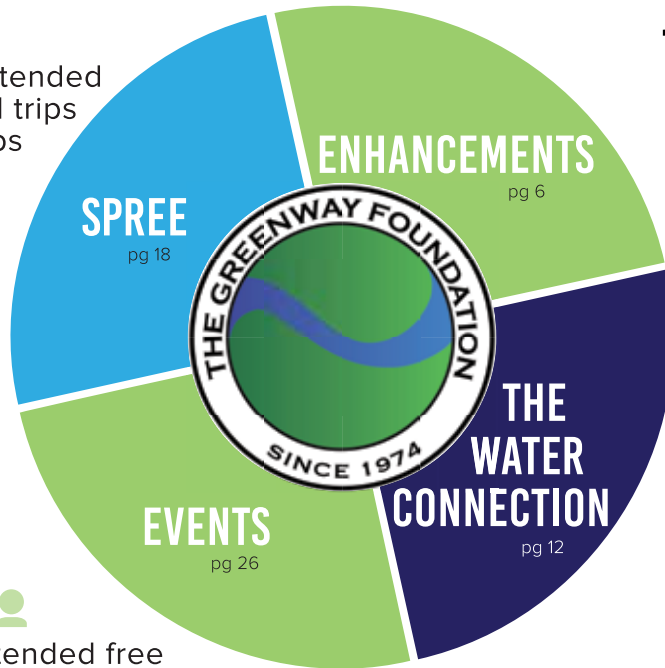 tended
trips
ENHANCEMENTS
pg 6
SPREE
pg 18
THE GREENWAY FOUNDATION
SINCE 1974
THE
WATER
CONNECTION
pg 12
EVENTS
pg 26
tended free